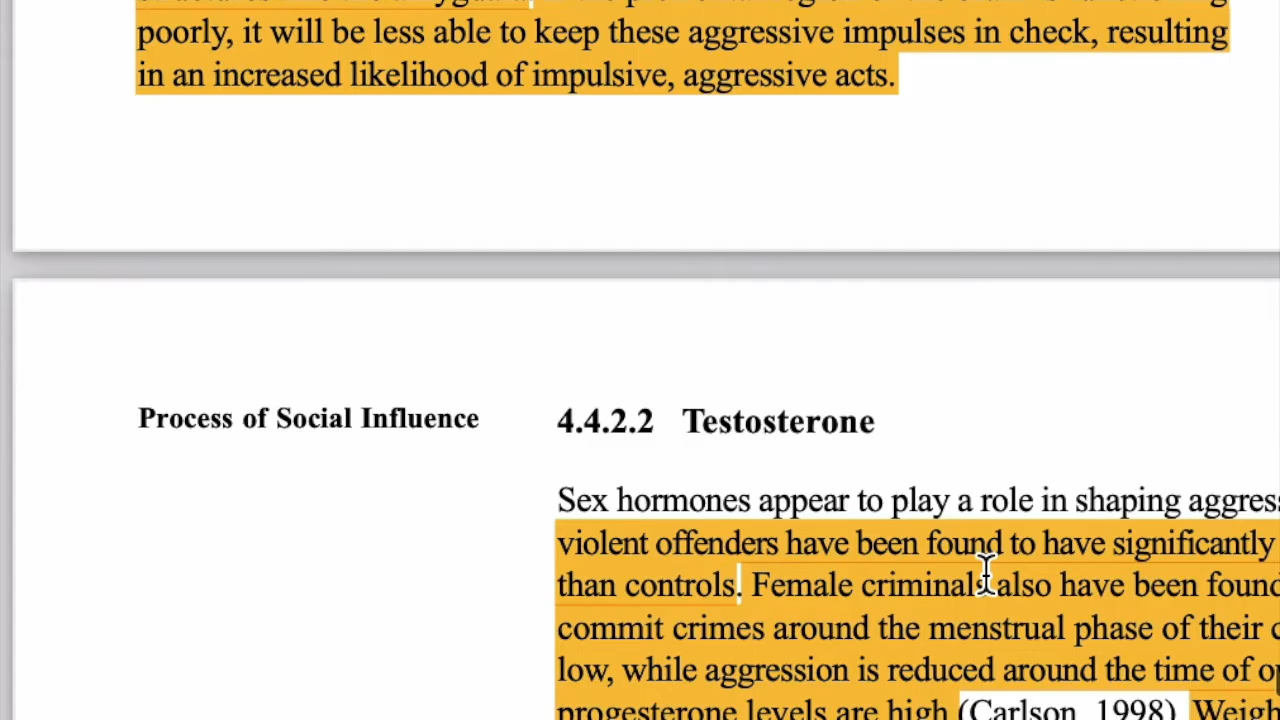 poorly, it will be less able to keep these aggressive impulses in check, resulting
in an increased likelihood of impulsive, aggressive acts.
Process of Social Influence
4.4.2.2 Testosterone
Sex hormones appear to play a role in shaping
violent offenders have been found to have significantly
than controls. Female criminals also have been found
commit crimes around the menstrual phase of their
low, while aggression is reduced around the time of
progesterone levels are high (Carlson, 1998).